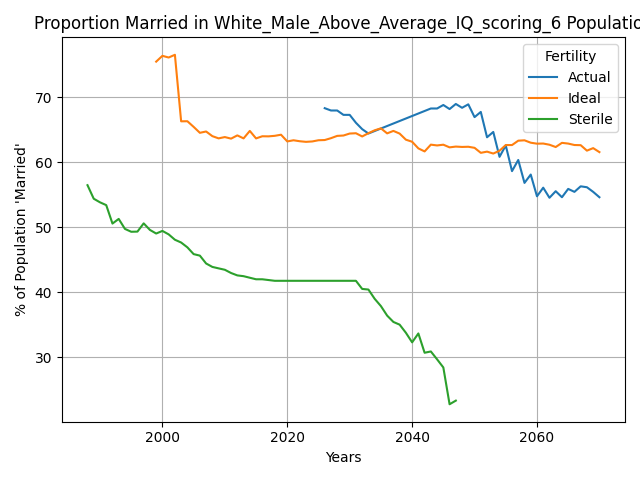 Proportion Married in White_Male_Above_Average_IQ_scoring_6 Populatio
Fertility
Actual
Ideal
Sterile
% of Population 'Married'
70
60
50
40
30
2000 2020 2040 2060
Years